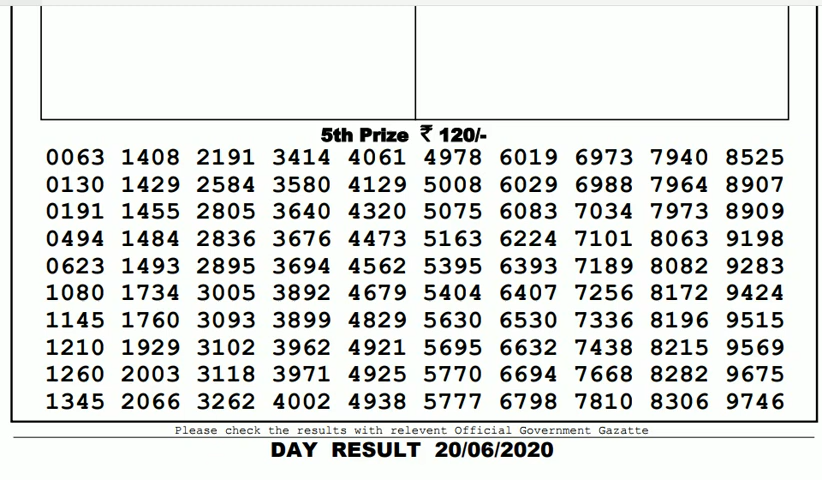 5th Prize ₹ 120/-
0063 1408 2191 3414 4061 4978 6019 6973 7940 8525
0130 1429 2584 3580 4129 5008 6029 6988 7964 8907
0191 1455 2805 3640 4320 5075 6083 7034 7973 8909
0494 1484 2836 3676 4473 5163 6224 7101 8063 9198
0623 1493 2895 3694 4562 5395 6393 7189 8082 9283
1080 1734 3005 3892 4679 5404 6407 7256 8172 9424
1145 1760 3093 3899 4829 5630 6530 7336 8196 9515
1210 1929 3102 3962 4921 5695 6632 7438 8215 9569
1260 2003 3118 3971 4925 5770 6694 7668 8282 9675
1345 2066 3262 4002 4938 5777 6798 7810 8306 9746
Please check the results with relevent Official Government Gazatte
DAY RESULT 20/06/2020